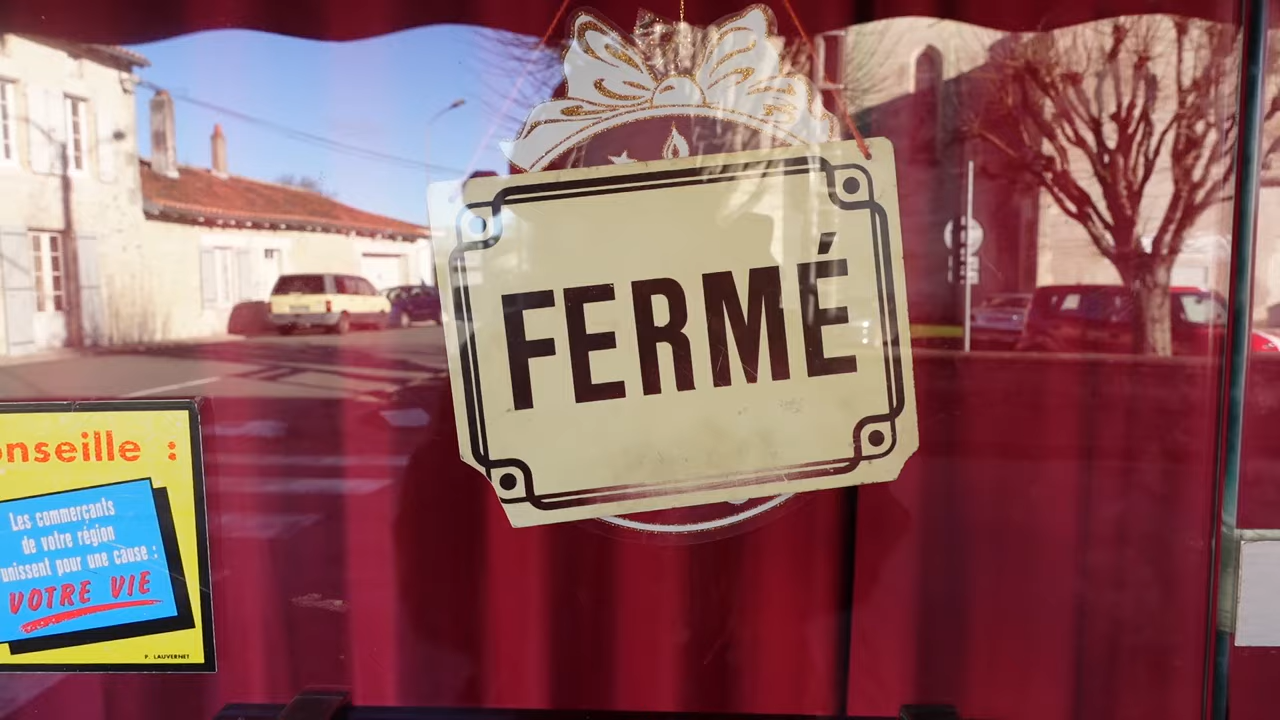 FERMÉ
onseille :
Les commerçants
de votre région
unissent pour une cause :
VOTRE VIE
P. LAUVERNET